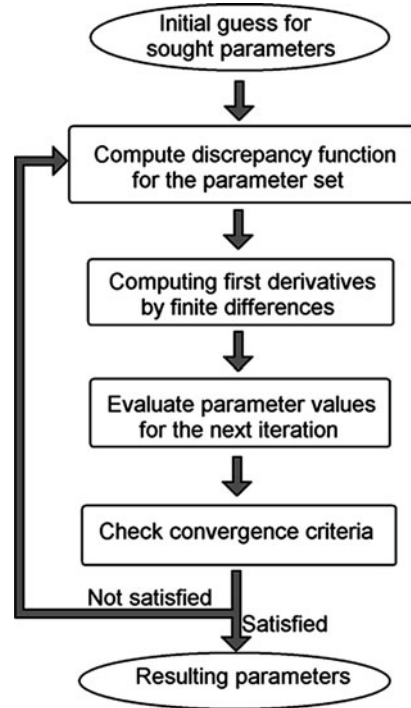 Initial guess for
sought parameters
Compute discrepancy function
for the parameter set
Computing first derivatives
by finite differences
Evaluate parameter values
for the next iteration
Check convergence criteria
Not satisfied
Satisfied
Resulting parameters